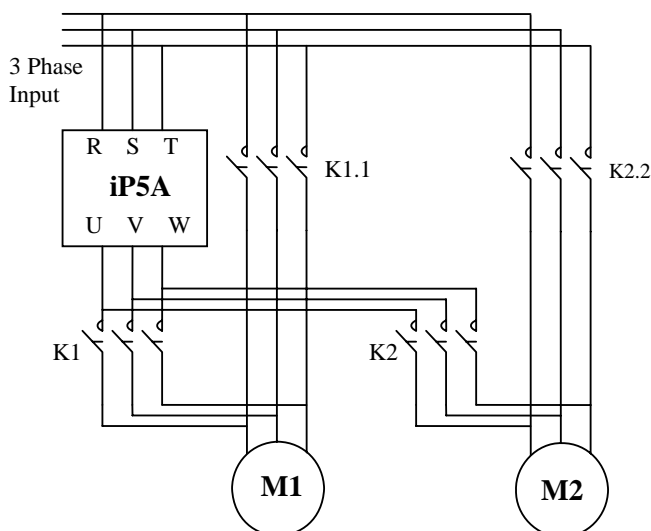 3 Phase
Input
R S T
iP5A
U V W
K1.1
K2.2
K1
K2
M1
M2